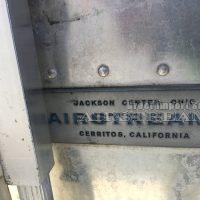 JACKSON CENTER, OHIO
AIRSTREAM
CERRITOS, CALIFORNIA